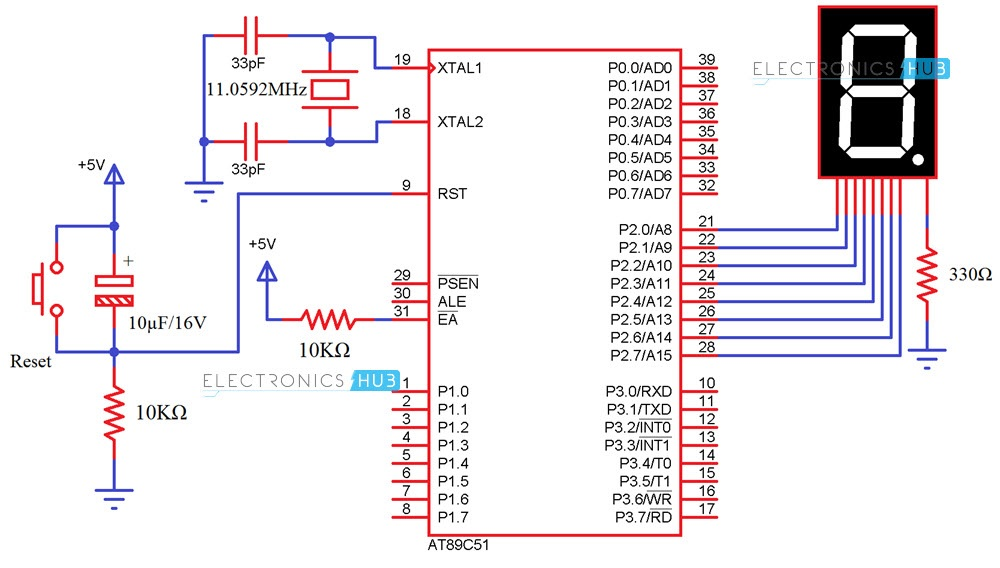 33pF
11.0592MHz
33pF
+5V
+
10µF/16V
Reset
10KΩ
+5V
10KΩ
ELECTRONICS HUB
19 XTAL1
18 XTAL2
9 RST
29 PSEN
30 ALE
31 EA
1 P1.0
2 P1.1
3 P1.2
4 P1.3
5 P1.4
6 P1.5
7 P1.6
8 P1.7
P0.0/AD0 39
P0.1/AD1 38
P0.2/AD2 37
P0.3/AD3 36
P0.4/AD4 35
P0.5/AD5 34
P0.6/AD6 33
P0.7/AD7 32
P2.0/A8 21
P2.1/A9 22
P2.2/A10 23
P2.3/A11 24
P2.4/A12 25
P2.5/A13 26
P2.6/A14 27
P2.7/A15 28
P3.0/RXD 10
P3.1/TXD 11
P3.2/INT0 12
P3.3/INT1 13
P3.4/T0 14
P3.5/T1 15
P3.6/WR 16
P3.7/RD 17
AT89C51
ELECTRONICS HUB
330Ω